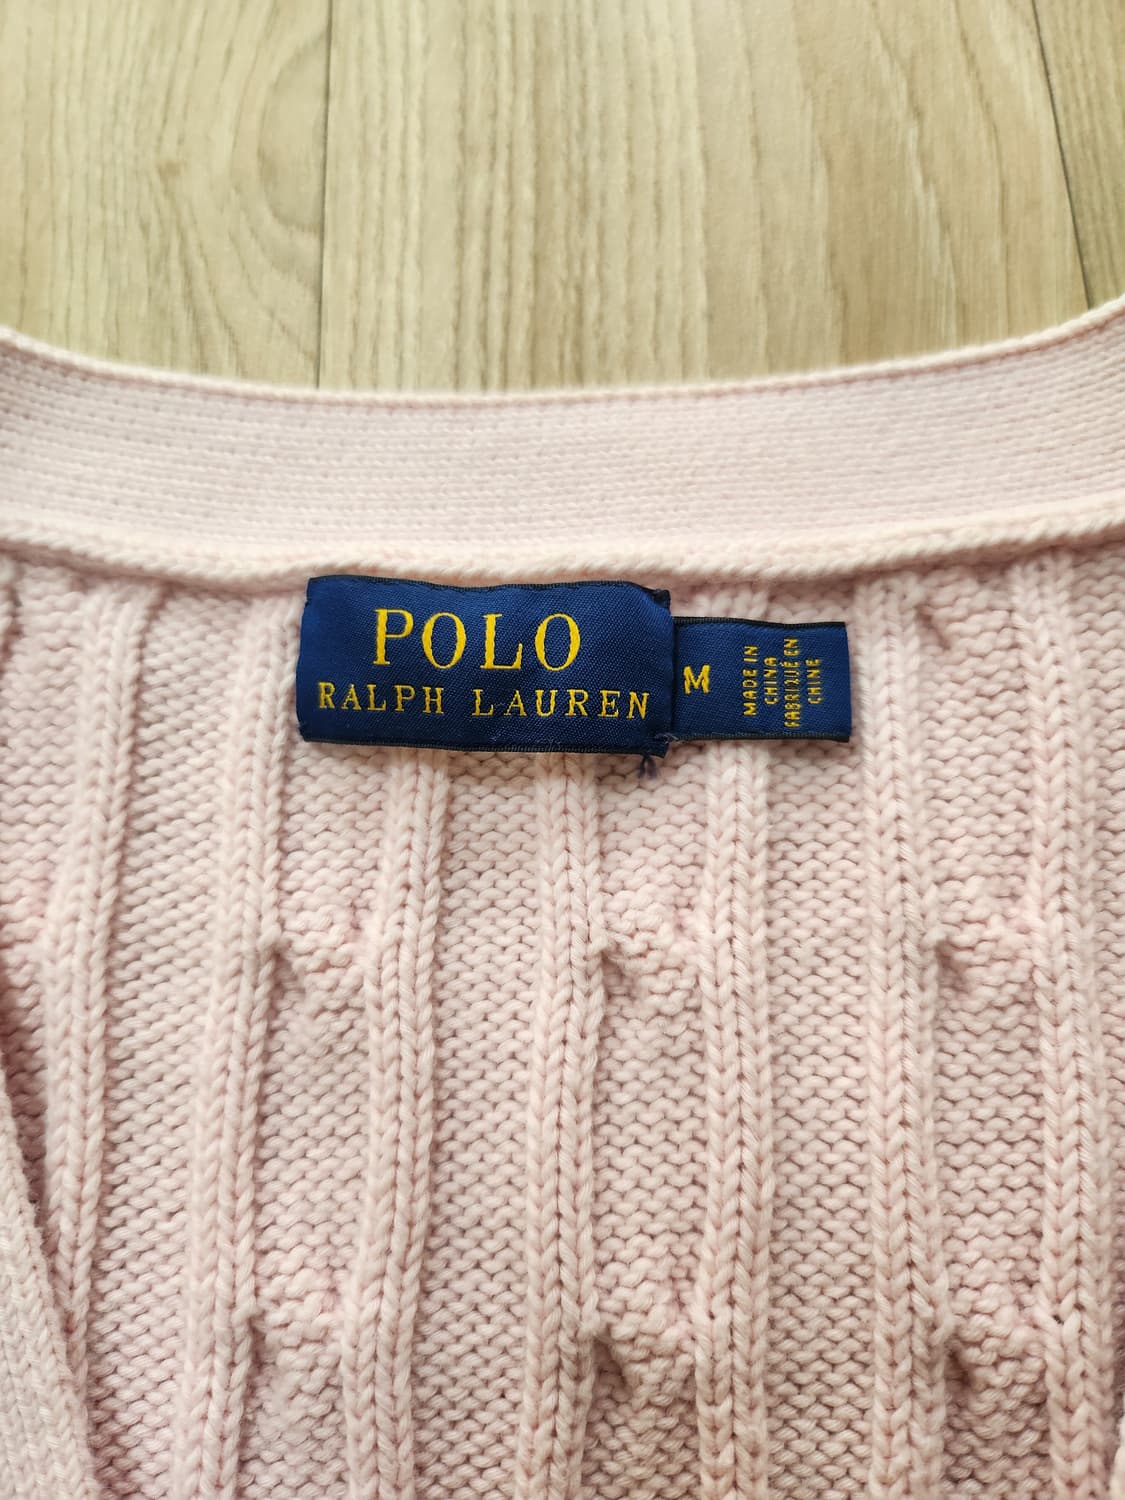 POLO
RALPH LAUREN
M
MADE IN
CHINA
FABRIQUÉ EN
CHINE